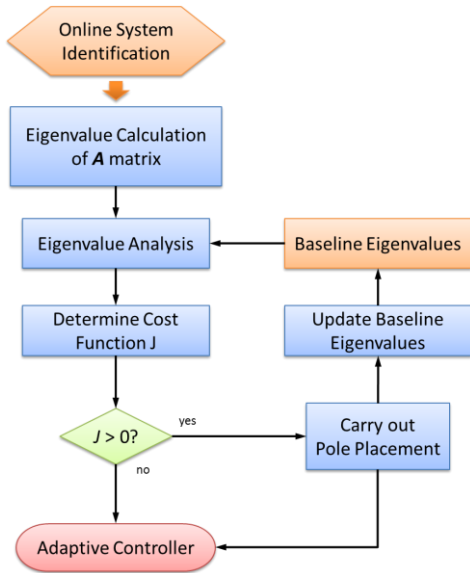 Online System
Identification
Eigenvalue Calculation
of A matrix
Eigenvalue Analysis
Baseline Eigenvalues
Determine Cost
Function J
Update Baseline
Eigenvalues
J > 0?
yes
Carry out
Pole Placement
no
Adaptive Controller